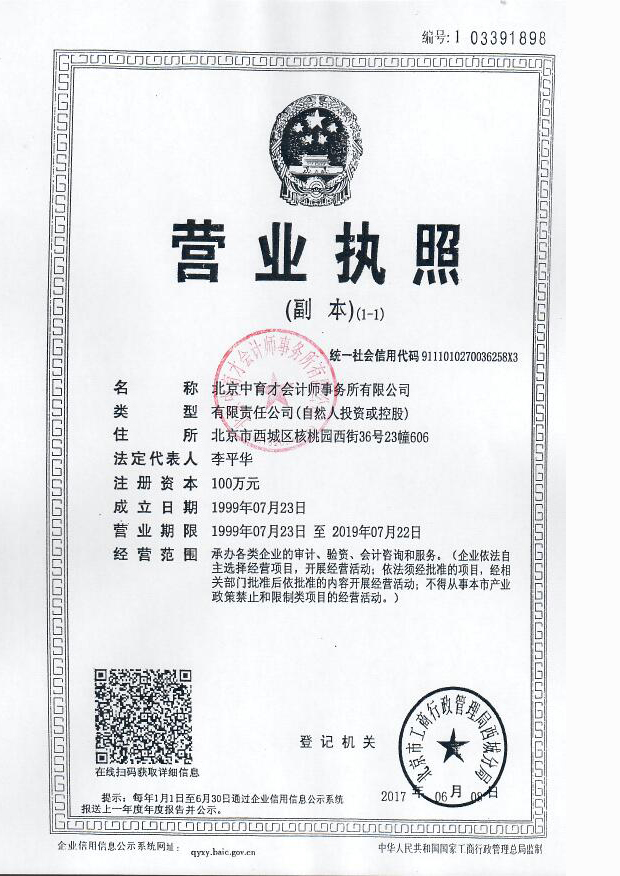 编号: 1 03391898
营业执照
(副 本)(1-1)
统一社会信用代码 9111010270036258X3
名 称 北京中育才会计师事务所有限公司
类 型 有限责任公司(自然人投资或控股)
住 所 北京市西城区核桃园西街36号23幢606
法定代表人 李平华
注册资本 100万元
成立日期 1999年07月23日
营业期限 1999年07月23日 至 2019年07月22日
经营范围 承办各类企业的审计、验资、会计咨询和服务。(企业依法自
主选择经营项目,开展经营活动;依法须经批准的项目,经相
关部门批准后依批准的内容开展经营活动;不得从事本市产业
政策禁止和限制类项目的经营活动。)
北京中育才会计师事务所有限公司
在线扫码获取详细信息
登记机关
北京市工商行政管理局西城分局
2017 年 06 月 08 日
提示:每年1月1日至6月30日通过企业信用信息公示系统
报送上一年度年度报告并公示。
企业信用信息公示系统网址: qyxy.baic.gov.cn
中华人民共和国国家工商行政管理总局监制